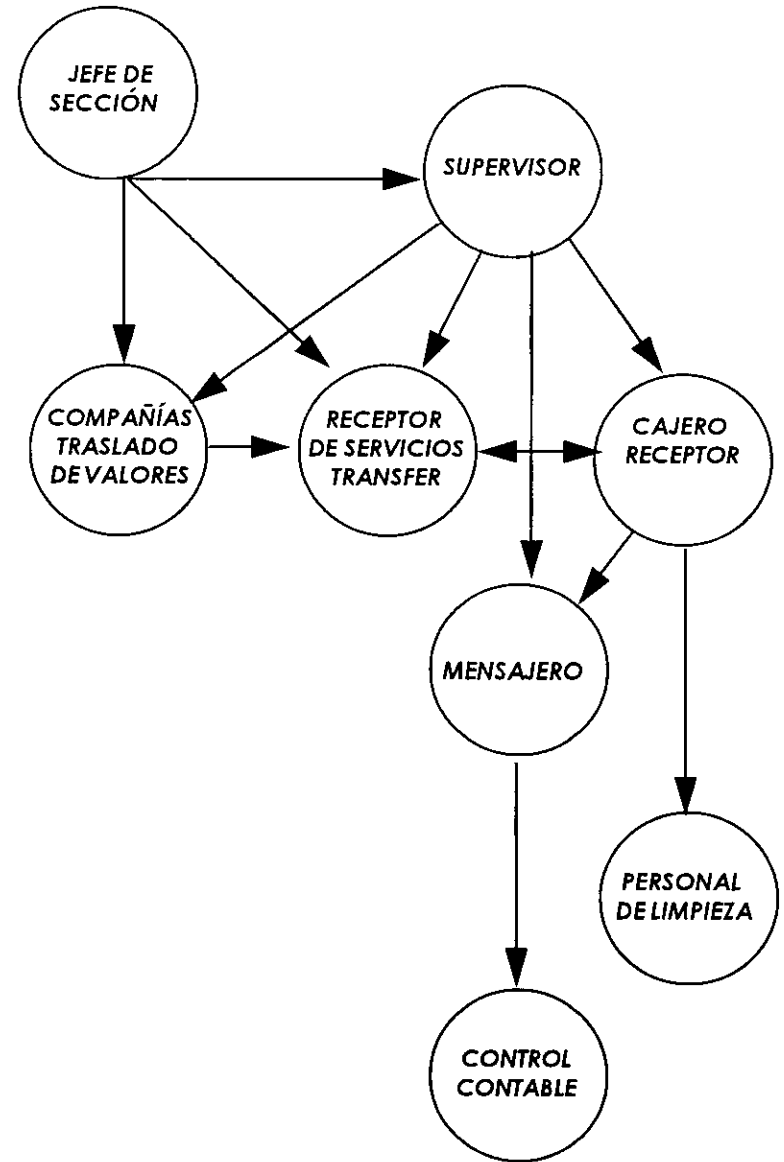 JEFE DE
SECCIÓN
SUPERVISOR
COMPAÑÍAS
TRASLADO
DE VALORES
RECEPTOR
DE SERVICIOS
TRANSFER
CAJERO
RECEPTOR
MENSAJERO
PERSONAL
DE LIMPIEZA
CONTROL
CONTABLE